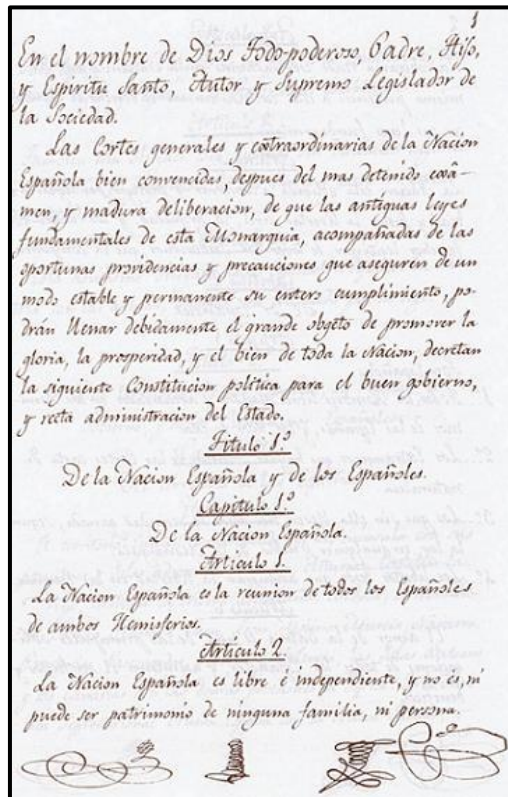 1
En el nombre de Dios Todo-poderoso, Padre, Hijo,
y Espiritu Santo, Autor y Supremo Legislador de
la Sociedad.
Las Cortes generales y extraordinarias de la Nacion
Española bien convencidas, despues del mas detenido exâ-
men, y madura deliberacion, de que las antiguas leyes
fundamentales de esta Monarquia, acompañadas de las
oportunas providencias y precauciones que aseguren de un
modo estable y permanente su entero cumplimiento, po-
dran llenar debidamente el grande objeto de promover la
gloria, la prosperidad, y el bien de toda la Nacion, decretan
la siguiente Constitucion politica para el buen gobierno,
y recta administracion del Estado.
Titulo 1.º
De la Nacion Española y de los Españoles.
Capitulo 1.º
De la Nacion Española.
Articulo 1.
La Nacion Española es la reunion de todos los Españoles
de ambos Hemisferios.
Articulo 2.
La Nacion Española es libre é independiente, y no es, ni
puede ser patrimonio de ninguna familia, ni persona.